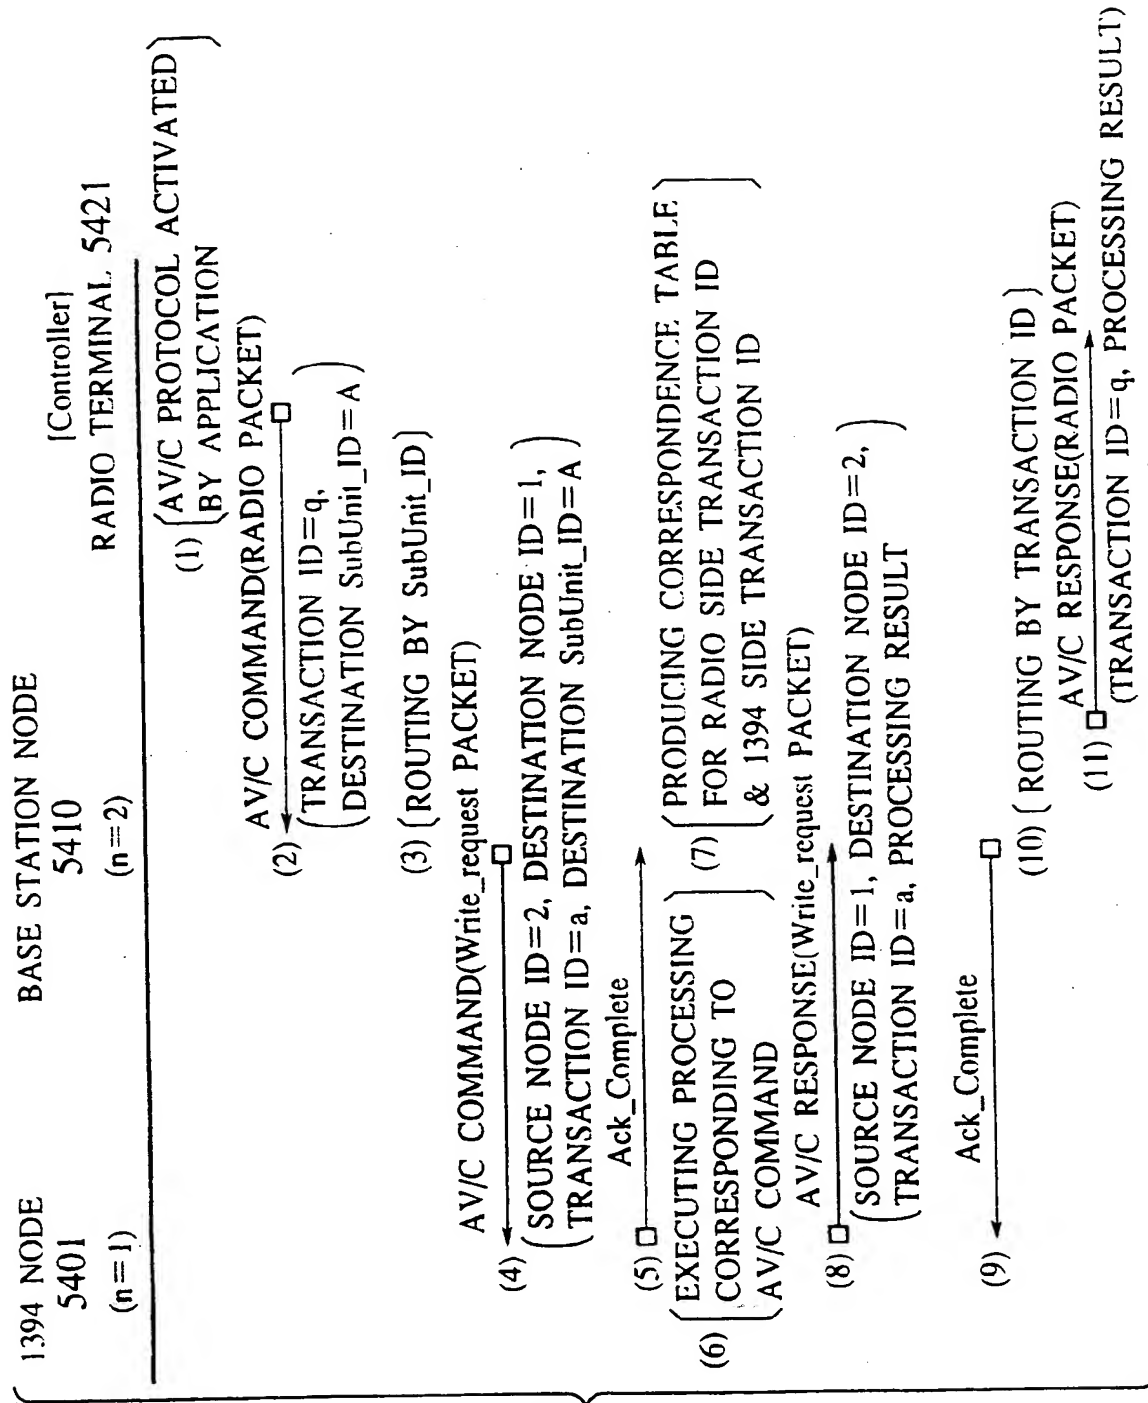 1394 NODE
5401
(n=1)
BASE STATION NODE
5410
(n=2)
[Controller]
RADIO TERMINAL 5421
(1) (AV/C PROTOCOL ACTIVATED
BY APPLICATION)
AV/C COMMAND(RADIO PACKET)
(2)
(TRANSACTION ID=q,
DESTINATION SubUnit_ID=A)
(3) (ROUTING BY SubUnit_ID)
AV/C COMMAND(Write_request PACKET)
(4)
(SOURCE NODE ID=2, DESTINATION NODE ID=1,
TRANSACTION ID=a, DESTINATION SubUnit_ID=A)
Ack_Complete
(5)
(6) (EXECUTING PROCESSING
CORRESPONDING TO
AV/C COMMAND)
(7) (PRODUCING CORRESPONDENCE TABLE
FOR RADIO SIDE TRANSACTION ID
& 1394 SIDE TRANSACTION ID)
AV/C RESPONSE(Write_request PACKET)
(8)
(SOURCE NODE ID=1, DESTINATION NODE ID=2,
TRANSACTION ID=a, PROCESSING RESULT)
Ack_Complete
(9)
(10) (ROUTING BY TRANSACTION ID)
AV/C RESPONSE(RADIO PACKET)
(11)
(TRANSACTION ID=q, PROCESSING RESULT)